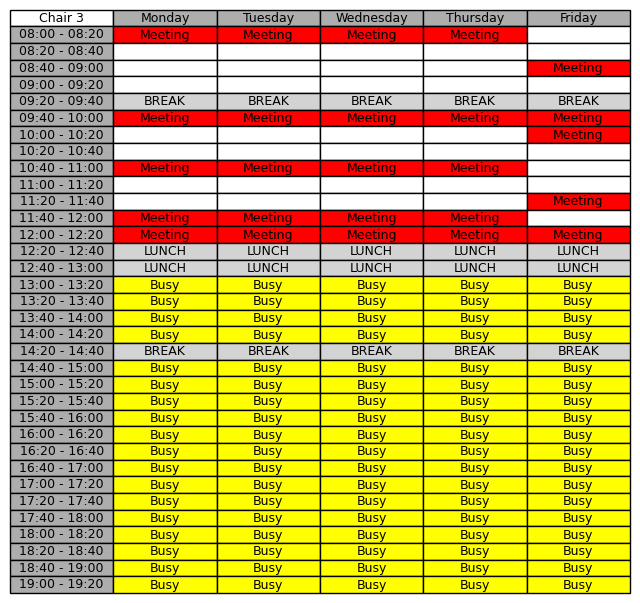 Chair 3 Monday Tuesday Wednesday Thursday Friday
08:00 - 08:20 Meeting Meeting Meeting Meeting
08:20 - 08:40
08:40 - 09:00 Meeting
09:00 - 09:20
09:20 - 09:40 BREAK BREAK BREAK BREAK BREAK
09:40 - 10:00 Meeting Meeting Meeting Meeting Meeting
10:00 - 10:20 Meeting
10:20 - 10:40
10:40 - 11:00 Meeting Meeting Meeting Meeting
11:00 - 11:20
11:20 - 11:40 Meeting
11:40 - 12:00 Meeting Meeting Meeting Meeting
12:00 - 12:20 Meeting Meeting Meeting Meeting Meeting
12:20 - 12:40 LUNCH LUNCH LUNCH LUNCH LUNCH
12:40 - 13:00 LUNCH LUNCH LUNCH LUNCH LUNCH
13:00 - 13:20 Busy Busy Busy Busy Busy
13:20 - 13:40 Busy Busy Busy Busy Busy
13:40 - 14:00 Busy Busy Busy Busy Busy
14:00 - 14:20 Busy Busy Busy Busy Busy
14:20 - 14:40 BREAK BREAK BREAK BREAK BREAK
14:40 - 15:00 Busy Busy Busy Busy Busy
15:00 - 15:20 Busy Busy Busy Busy Busy
15:20 - 15:40 Busy Busy Busy Busy Busy
15:40 - 16:00 Busy Busy Busy Busy Busy
16:00 - 16:20 Busy Busy Busy Busy Busy
16:20 - 16:40 Busy Busy Busy Busy Busy
16:40 - 17:00 Busy Busy Busy Busy Busy
17:00 - 17:20 Busy Busy Busy Busy Busy
17:20 - 17:40 Busy Busy Busy Busy Busy
17:40 - 18:00 Busy Busy Busy Busy Busy
18:00 - 18:20 Busy Busy Busy Busy Busy
18:20 - 18:40 Busy Busy Busy Busy Busy
18:40 - 19:00 Busy Busy Busy Busy Busy
19:00 - 19:20 Busy Busy Busy Busy Busy